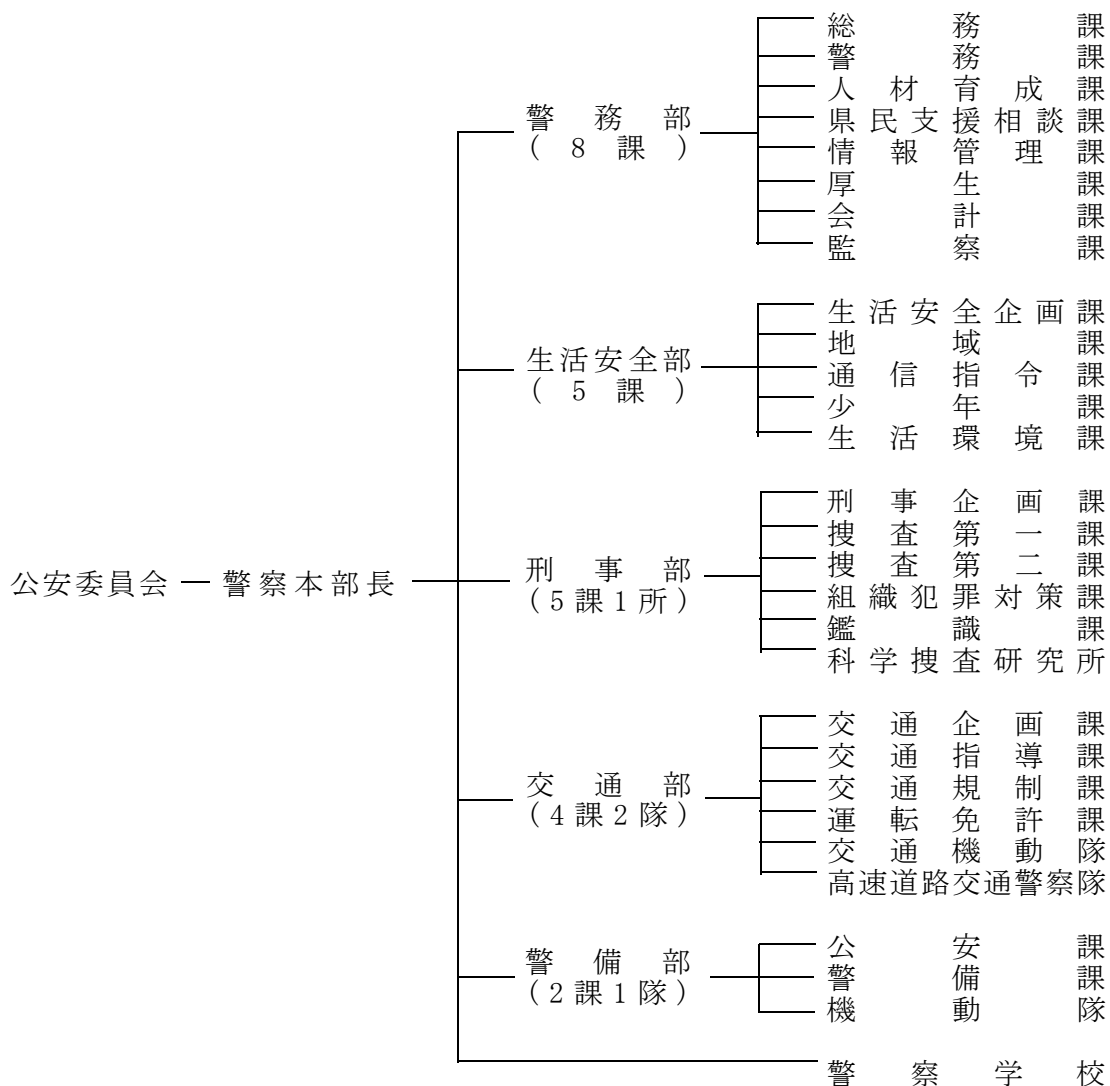 公安委員会 ― 警察本部長
警務部
(8課)
総務課
警務課
人材育成課
県民支援相談課
情報管理課
厚生課
会計課
監察課
生活安全部
(5課)
生活安全企画課
地域課
通信指令課
少年課
生活環境課
刑事部
(5課1所)
刑事企画課
捜査第一課
捜査第二課
組織犯罪対策課
鑑識課
科学捜査研究所
交通部
(4課2隊)
交通企画課
交通指導課
交通規制課
運転免許課
交通機動隊
高速道路交通警察隊
警備部
(2課1隊)
公安課
警備課
機動隊
警察学校